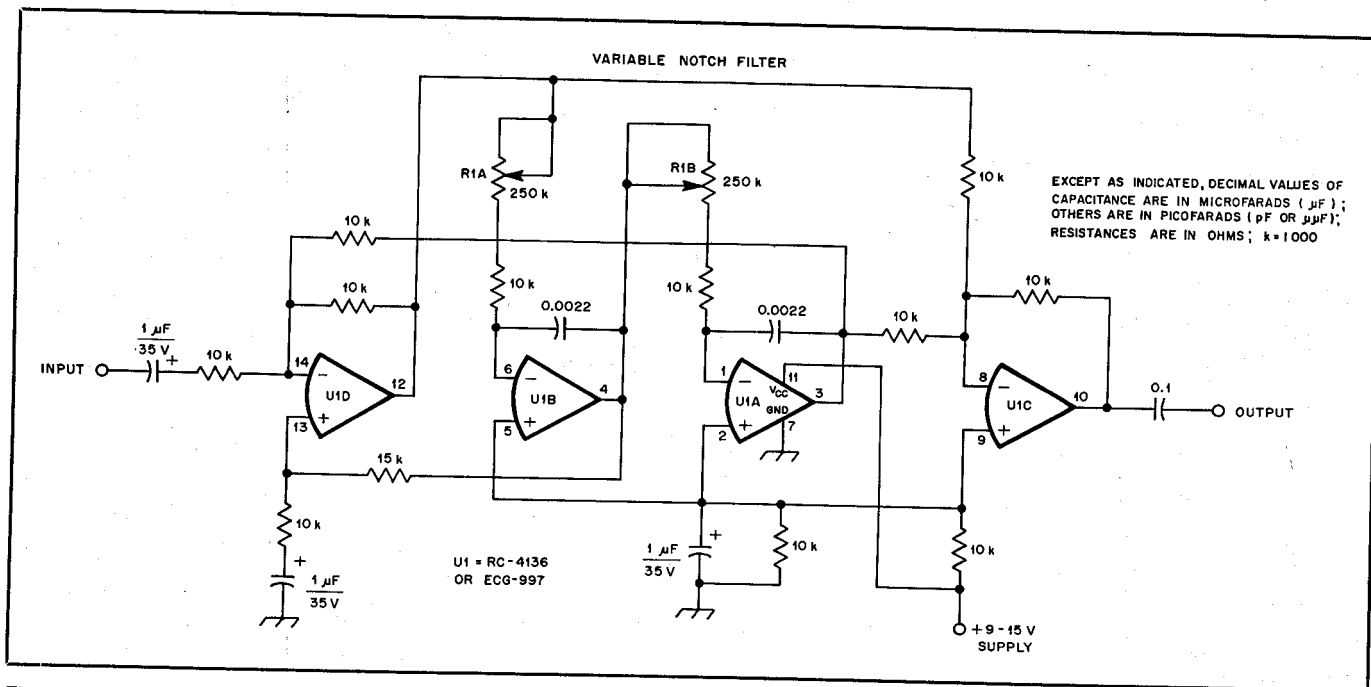 VARIABLE NOTCH FILTER
R1A
250 k
R1B
250 k
10 k
EXCEPT AS INDICATED, DECIMAL VALUES OF
CAPACITANCE ARE IN MICROFARADS ( µF ) ;
OTHERS ARE IN PICOFARADS ( pF OR µµF);
RESISTANCES ARE IN OHMS ; k=1000
10 k
10 k
10 k
10 k
10 k
0.0022
0.0022
10 k
1 µF
35 V
+
10 k
INPUT
14
−
U1D
12
+
13
6
−
U1B
4
+
5
1
−
11
VCC
U1A
3
GND
+
2
7
8
−
U1C
10
+
9
0.1
OUTPUT
15 k
10 k
+
1 µF
35 V
U1 = RC-4136
OR ECG-997
+
1 µF
35 V
10 k
10 k
+9-15 V
SUPPLY